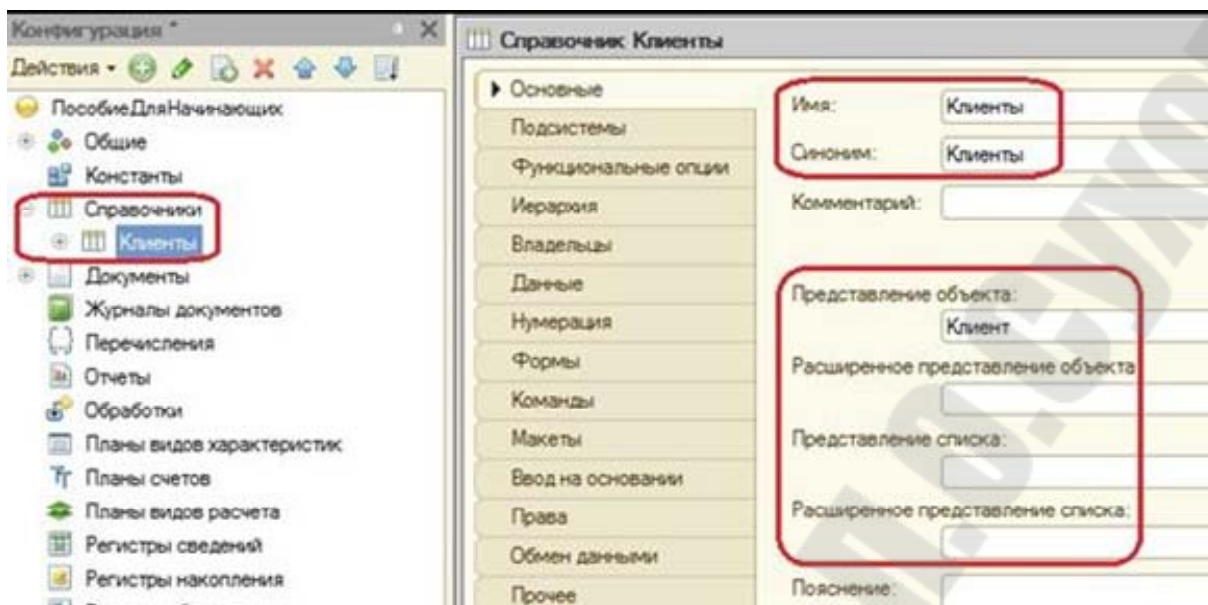 Конфигурация *
Действия
ПособиеДляНачинающих
Общие
Константы
Справочники
Клиенты
Документы
Журналы документов
Перечисления
Отчеты
Обработки
Планы видов характеристик
Планы счетов
Планы видов расчета
Регистры сведений
Регистры накопления
Справочник Клиенты
Основные
Подсистемы
Функциональные опции
Иерархия
Владельцы
Данные
Нумерация
Формы
Команды
Макеты
Ввод на основании
Права
Обмен данными
Прочее
Имя: Клиенты
Синоним: Клиенты
Комментарий:
Представление объекта:
Клиент
Расширенное представление объекта
Представление списка:
Расширенное представление списка:
Пояснение: